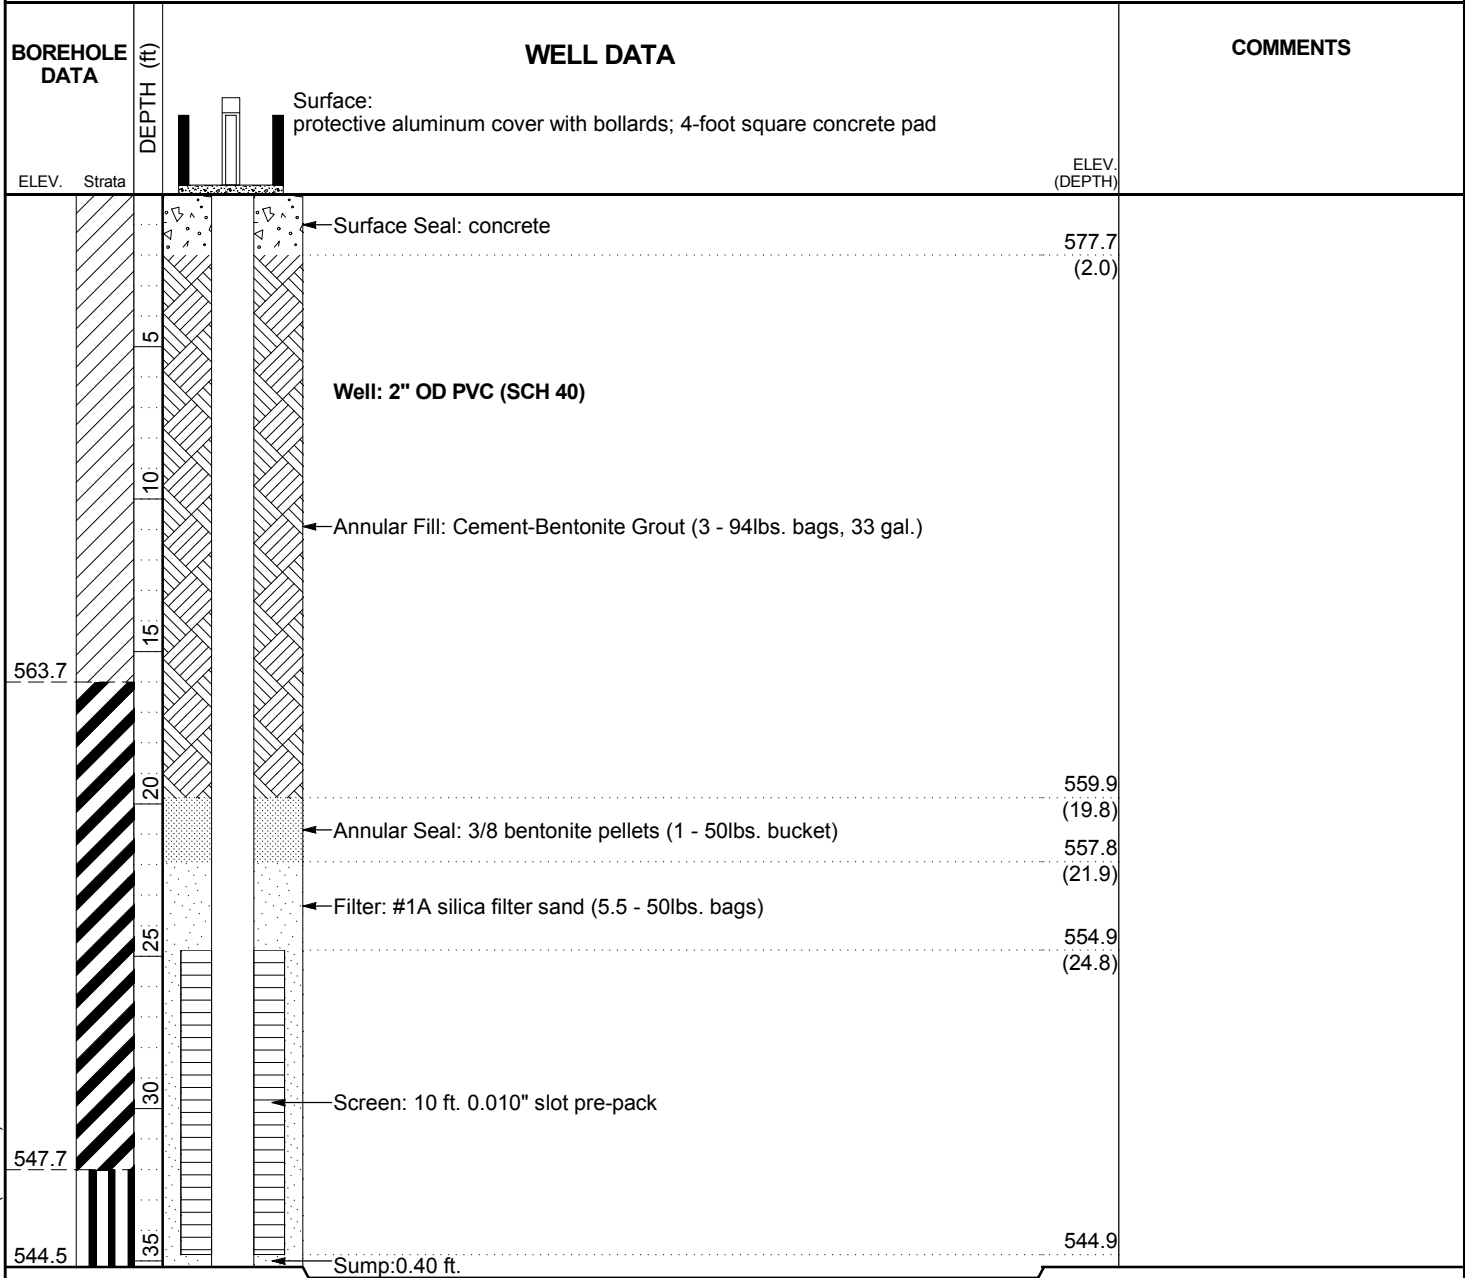 BOREHOLE
DATA
DEPTH (ft)
WELL DATA
COMMENTS
Surface:
protective aluminum cover with bollards; 4-foot square concrete pad
ELEV. Strata
ELEV.
(DEPTH)
Surface Seal: concrete
577.7
(2.0)
5
Well: 2" OD PVC (SCH 40)
10
Annular Fill: Cement-Bentonite Grout (3 - 94lbs. bags, 33 gal.)
15
563.7
20
559.9
(19.8)
Annular Seal: 3/8 bentonite pellets (1 - 50lbs. bucket)
557.8
(21.9)
Filter: #1A silica filter sand (5.5 - 50lbs. bags)
25
554.9
(24.8)
30
Screen: 10 ft. 0.010" slot pre-pack
547.7
35
544.9
544.5
Sump:0.40 ft.